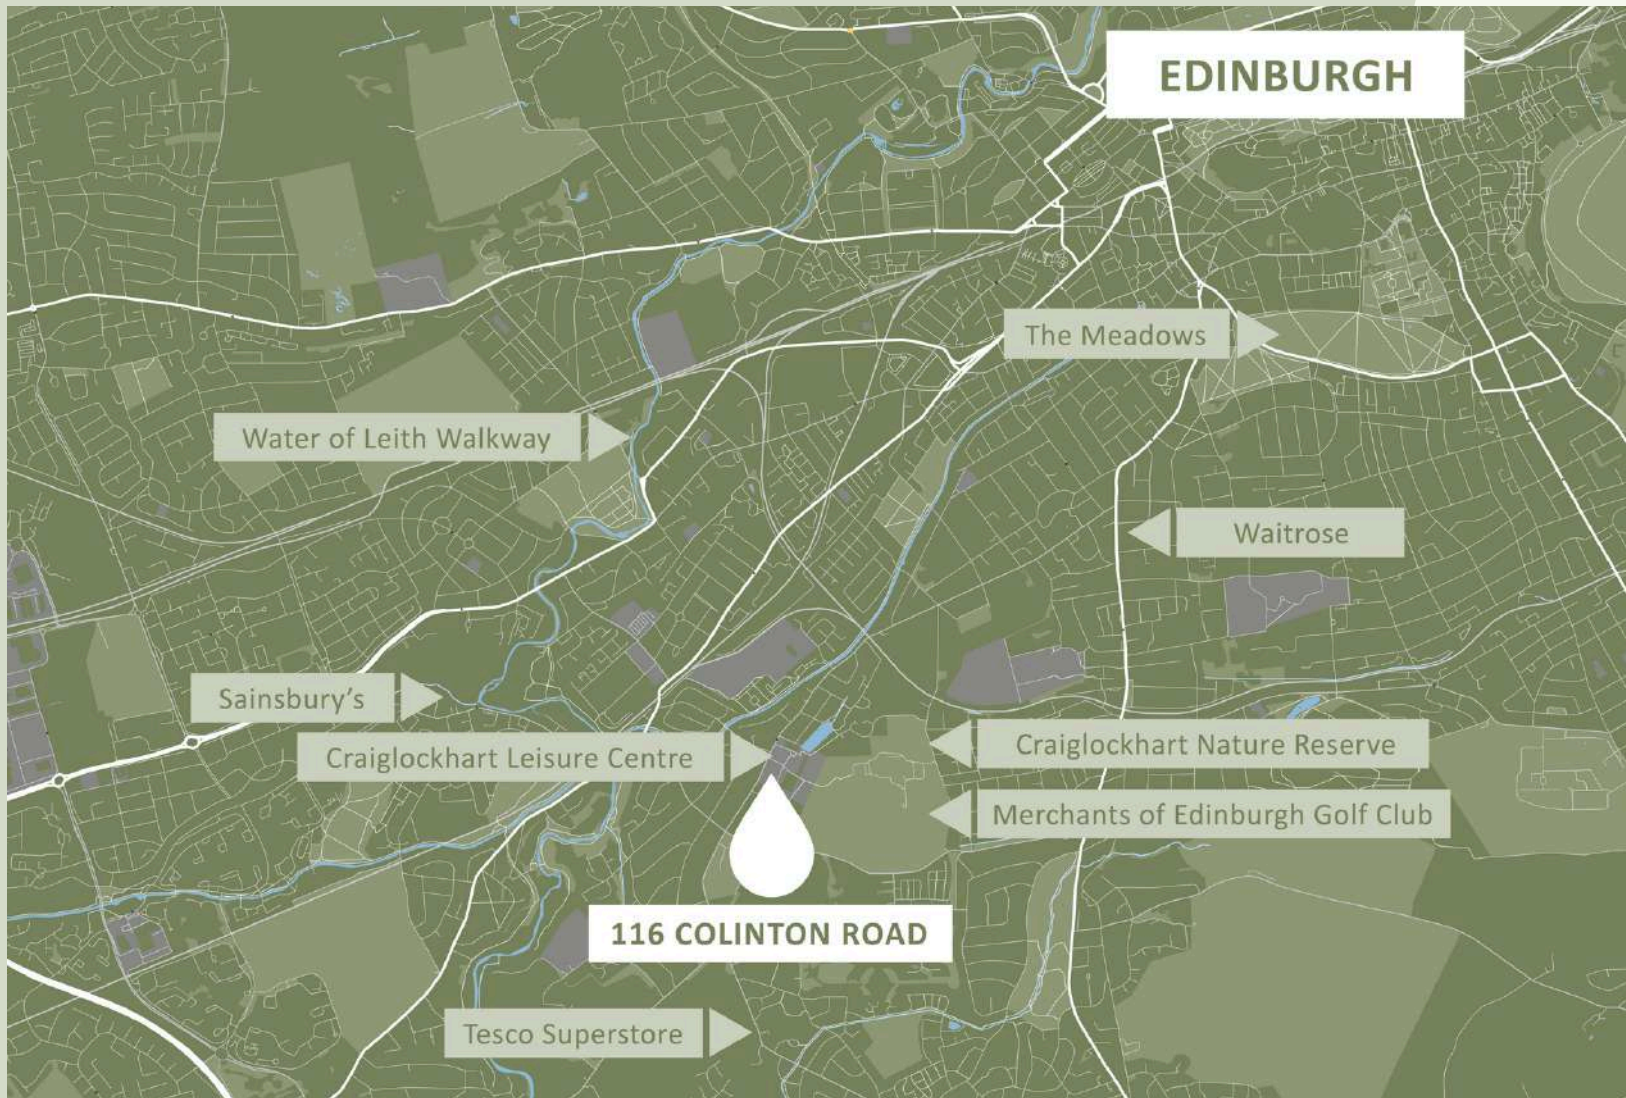 EDINBURGH
The Meadows
Water of Leith Walkway
Waitrose
Sainsbury's
Craiglockhart Leisure Centre
Craiglockhart Nature Reserve
Merchants of Edinburgh Golf Club
116 COLINTON ROAD
Tesco Superstore